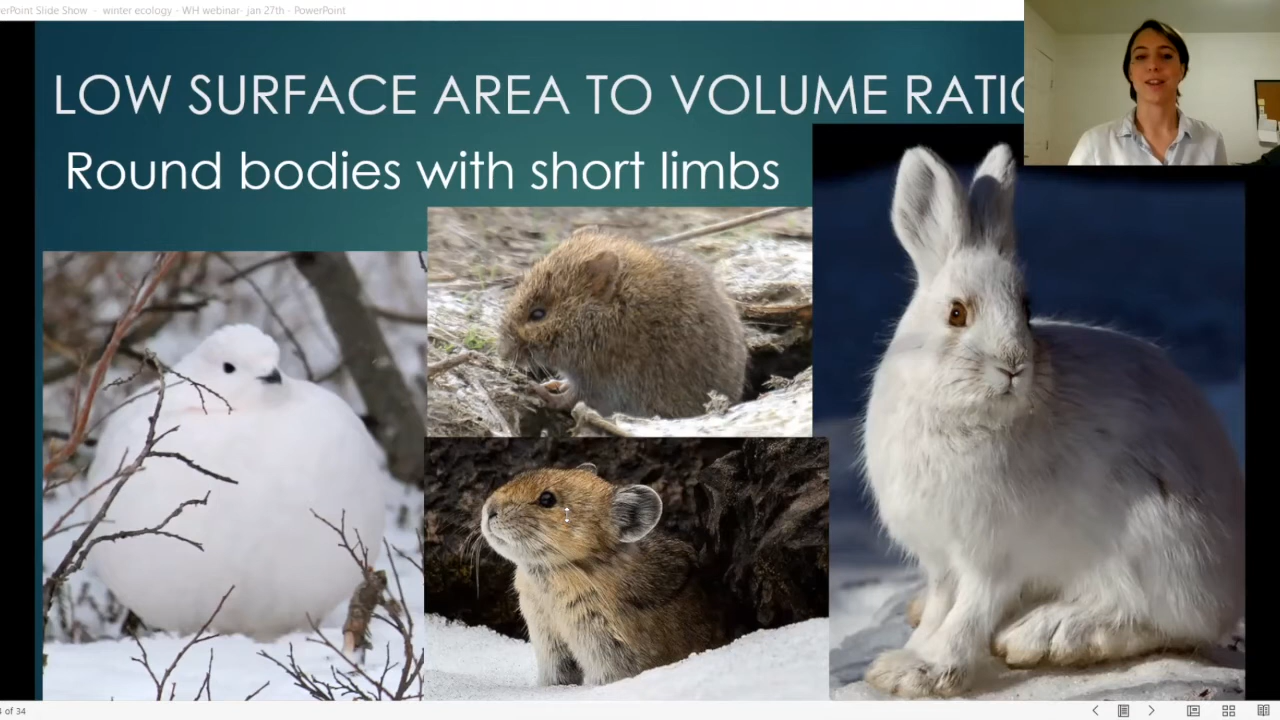 PowerPoint Slide Show - winter ecology - WH webinar- jan 27th - PowerPoint
LOW SURFACE AREA TO VOLUME RATIO
Round bodies with short limbs
of 34